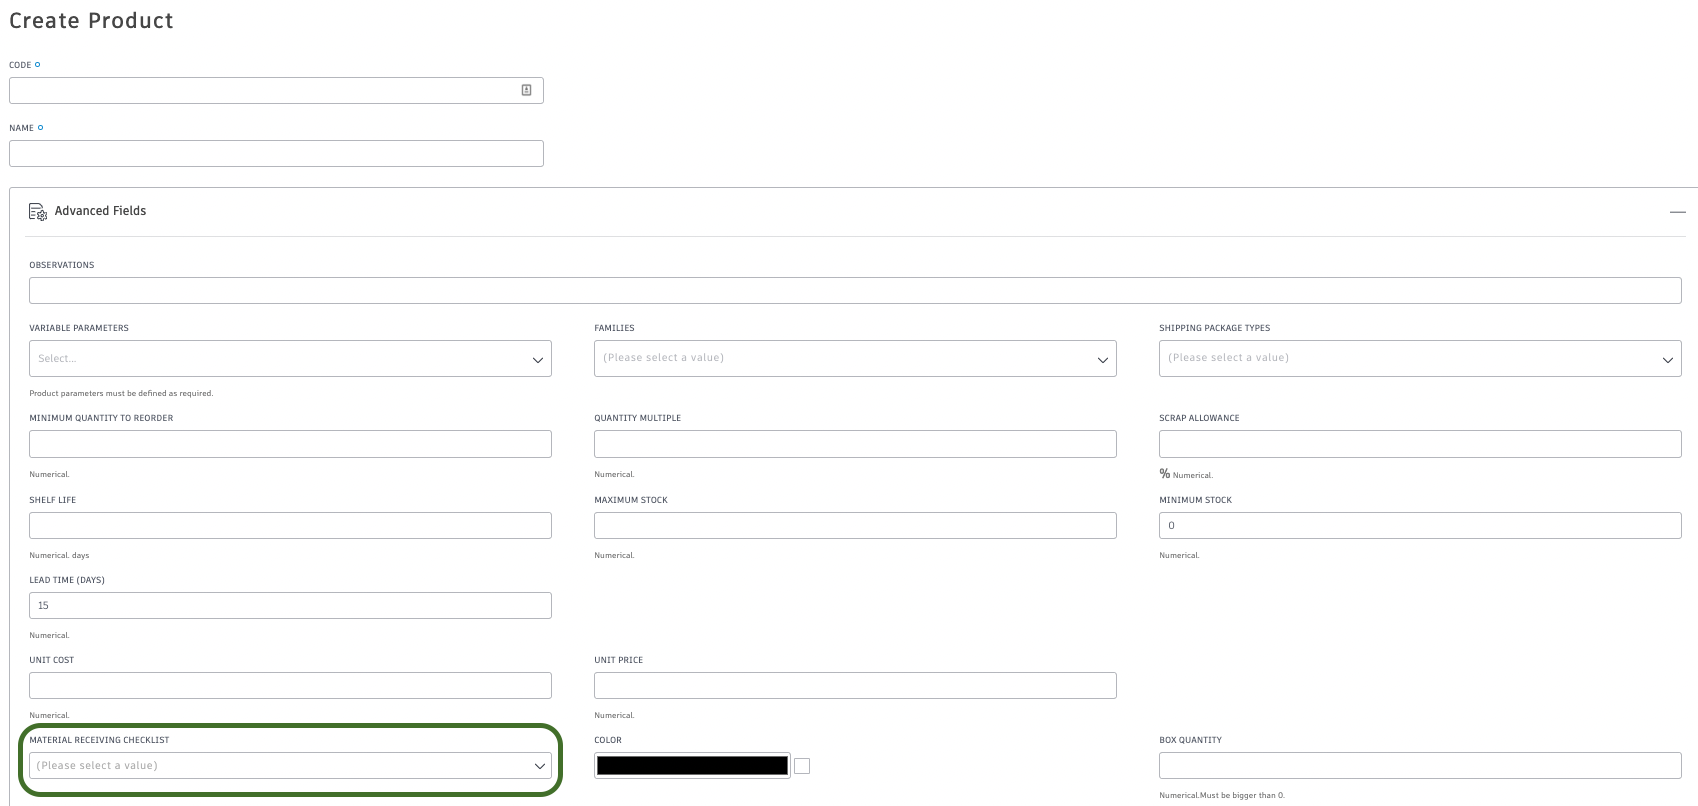 Create Product
CODE
NAME
Advanced Fields
OBSERVATIONS
VARIABLE PARAMETERS FAMILIES SHIPPING PACKAGE TYPES
Select... (Please select a value) (Please select a value)
Product parameters must be defined as required.
MINIMUM QUANTITY TO REORDER QUANTITY MULTIPLE SCRAP ALLOWANCE
Numerical. Numerical. % Numerical.
SHELF LIFE MAXIMUM STOCK MINIMUM STOCK
0
Numerical. days Numerical. Numerical.
LEAD TIME (DAYS)
15
Numerical.
UNIT COST UNIT PRICE
Numerical. Numerical.
MATERIAL RECEIVING CHECKLIST COLOR BOX QUANTITY
(Please select a value)
Numerical.Must be bigger than 0.